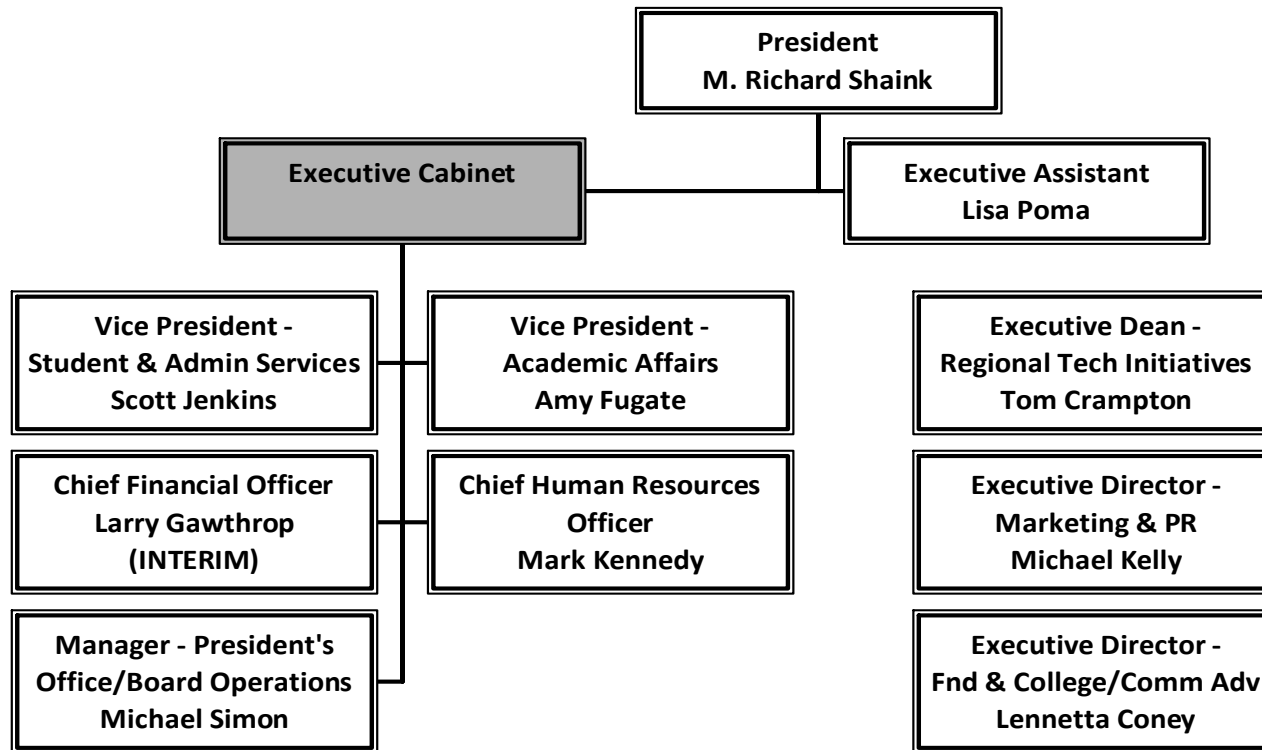 President
M. Richard Shaink
Executive Cabinet
Executive Assistant
Lisa Poma
Vice President -
Student & Admin Services
Scott Jenkins
Vice President -
Academic Affairs
Amy Fugate
Executive Dean -
Regional Tech Initiatives
Tom Crampton
Chief Financial Officer
Larry Gawthrop
(INTERIM)
Chief Human Resources
Officer
Mark Kennedy
Executive Director -
Marketing & PR
Michael Kelly
Manager - President's
Office/Board Operations
Michael Simon
Executive Director -
Fnd & College/Comm Adv
Lennetta Coney